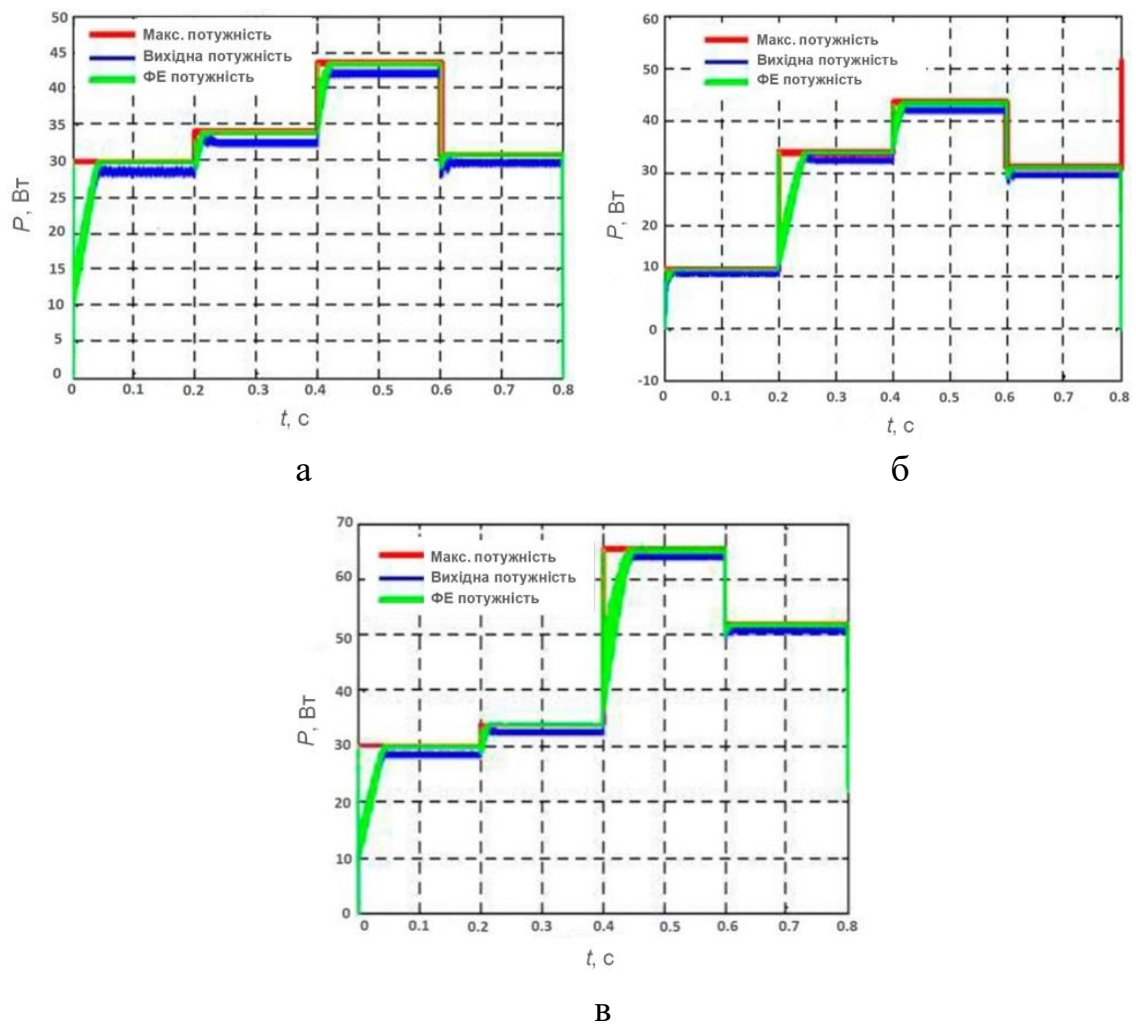 50
45
40
35
30
25
20
15
10
5
0
P, Вт
Макс. потужність
Вихідна потужність
ФЕ потужність
0 0.1 0.2 0.3 0.4 0.5 0.6 0.7 0.8
t, с
а
60
50
40
30
20
10
0
-10
P, Вт
Макс. потужність
Вихідна потужність
ФЕ потужність
0 0.1 0.2 0.3 0.4 0.5 0.6 0.7 0.8
t, с
б
70
60
50
40
30
20
10
0
P, Вт
Макс. потужність
Вихідна потужність
ФЕ потужність
0 0.1 0.2 0.3 0.4 0.5 0.6 0.7 0.8
t, с
в